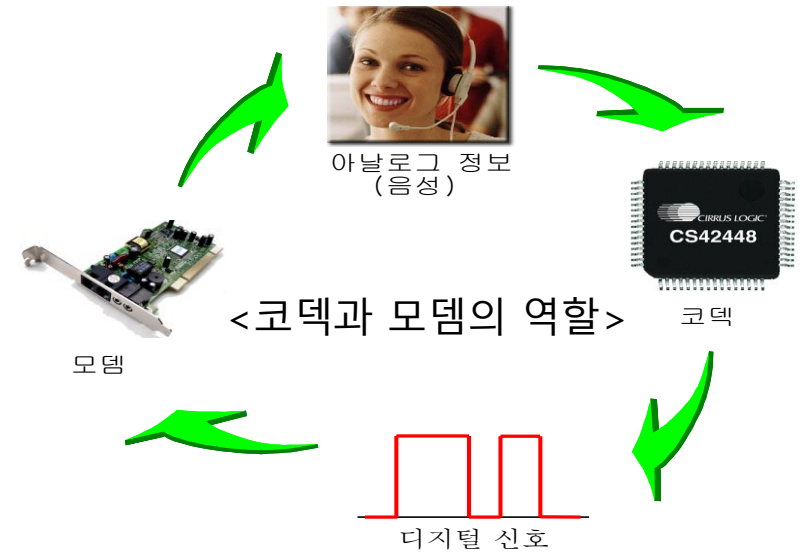 아날로그 정보
(음성)
CIRRUS LOGIC
CS42448
<코덱과 모뎀의 역할>
코덱
모뎀
디지털 신호